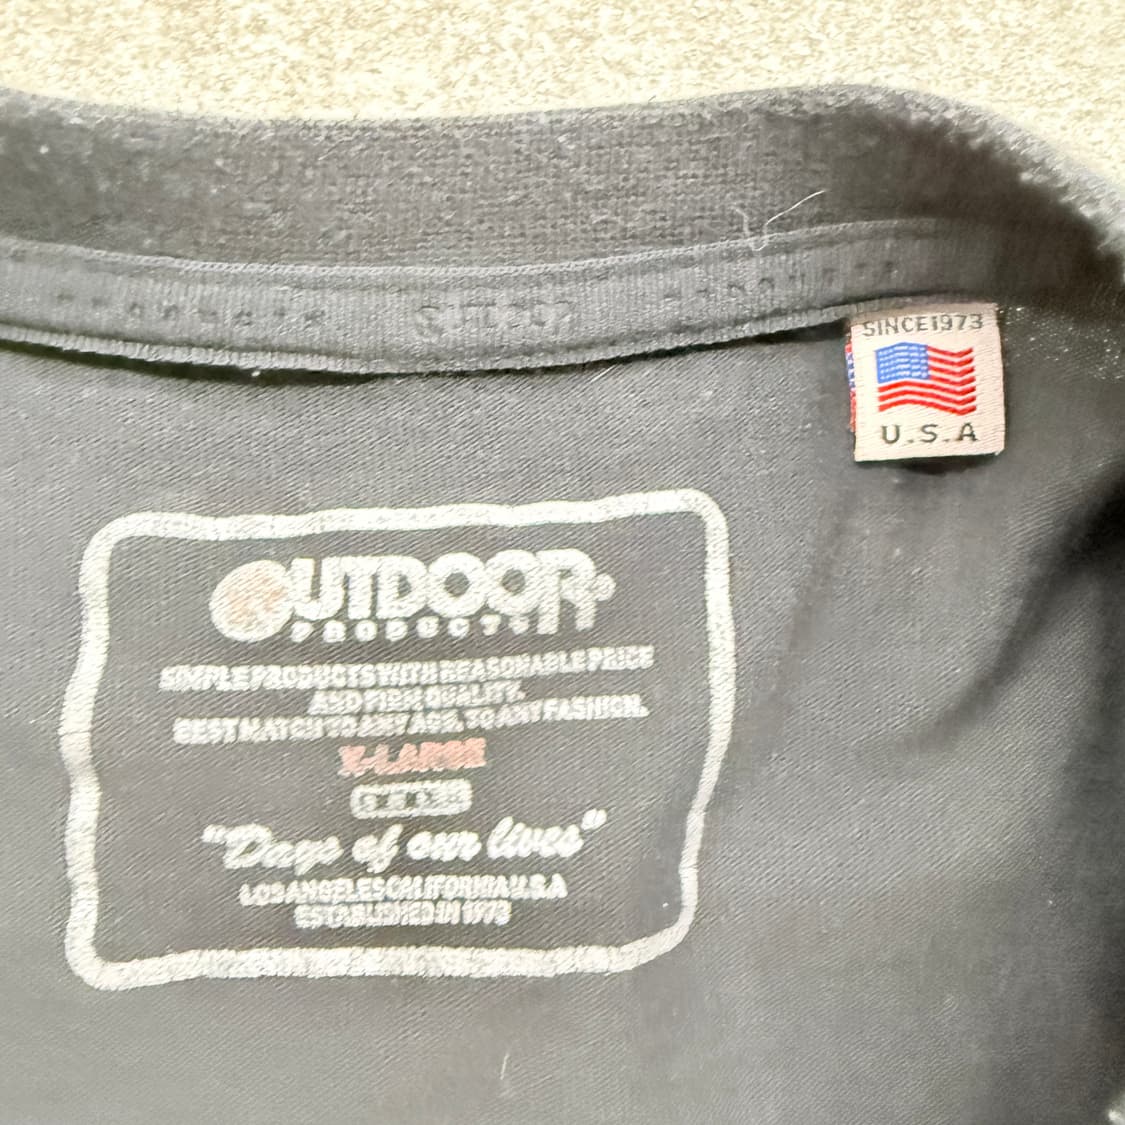 OUTDOOR
SINCE1973
U.S.A
OUTDOOR
PRODUCTS
SIMPLE PRODUCTS WITH REASONABLE PRICE
AND FIRM QUALITY.
BEST MATCH TO ANY AGE, TO ANY FASHION.
X-LARGE
"Days of our lives"
LOS ANGELES CALIFORNIA U.S.A
ESTABLISHED IN 1973